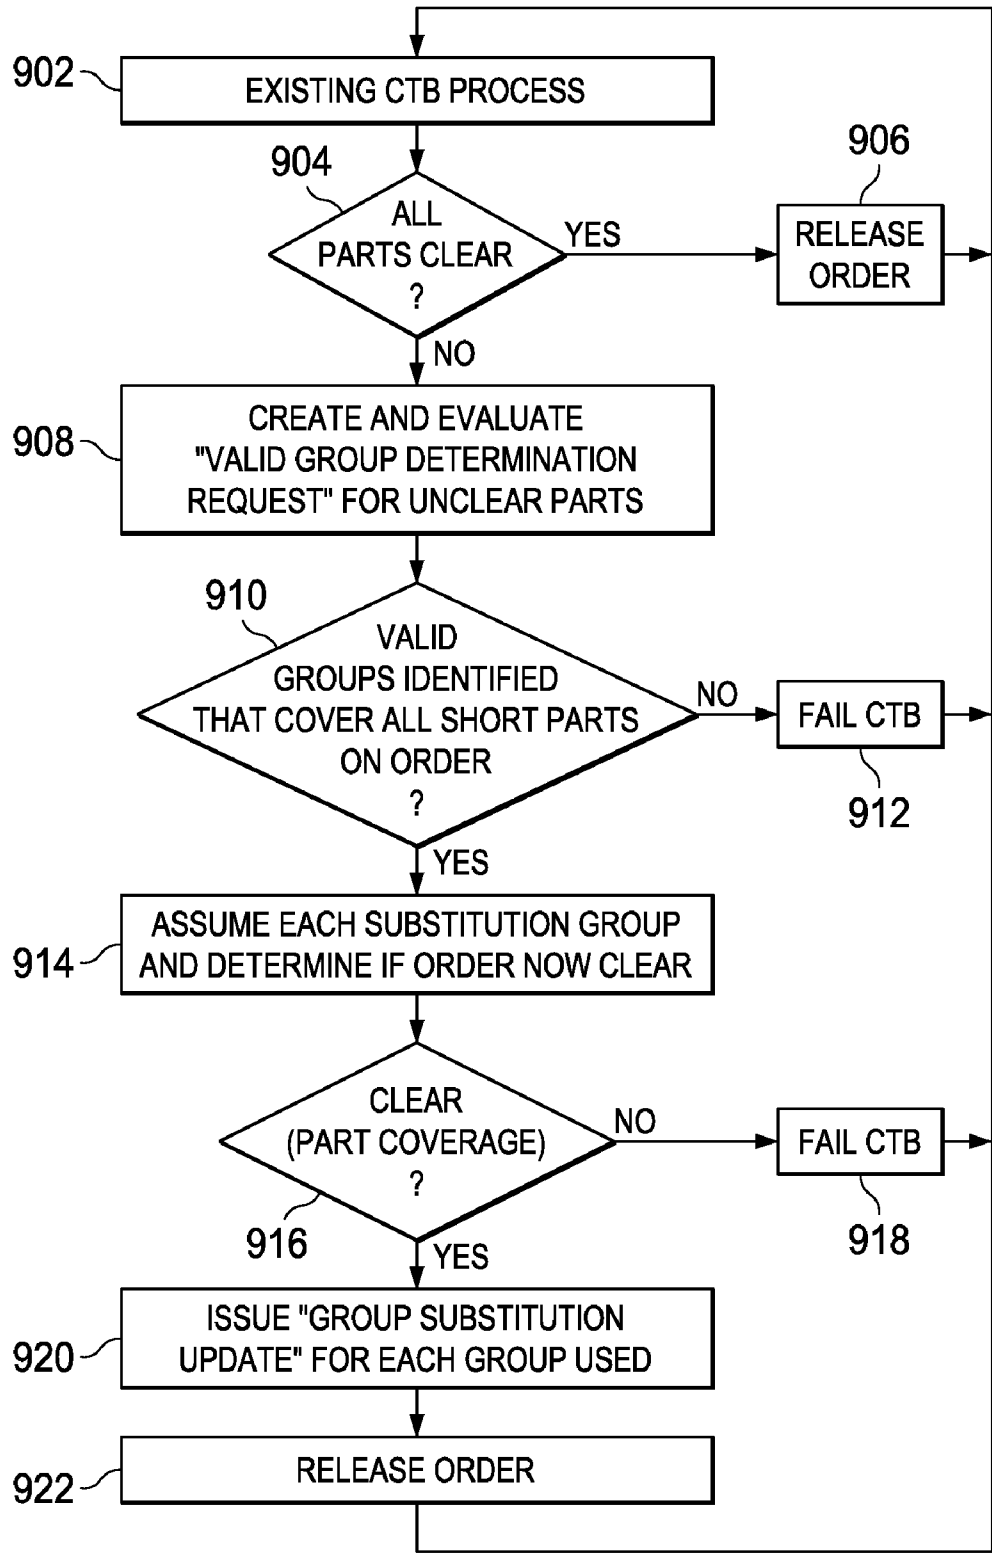 902
EXISTING CTB PROCESS
904
ALL
PARTS CLEAR
?
YES
906
RELEASE
ORDER
NO
908
CREATE AND EVALUATE
"VALID GROUP DETERMINATION
REQUEST" FOR UNCLEAR PARTS
910
VALID
GROUPS IDENTIFIED
THAT COVER ALL SHORT PARTS
ON ORDER
?
NO
FAIL CTB
912
YES
914
ASSUME EACH SUBSTITUTION GROUP
AND DETERMINE IF ORDER NOW CLEAR
CLEAR
(PART COVERAGE)
?
916
NO
FAIL CTB
918
YES
920
ISSUE "GROUP SUBSTITUTION
UPDATE" FOR EACH GROUP USED
922
RELEASE ORDER